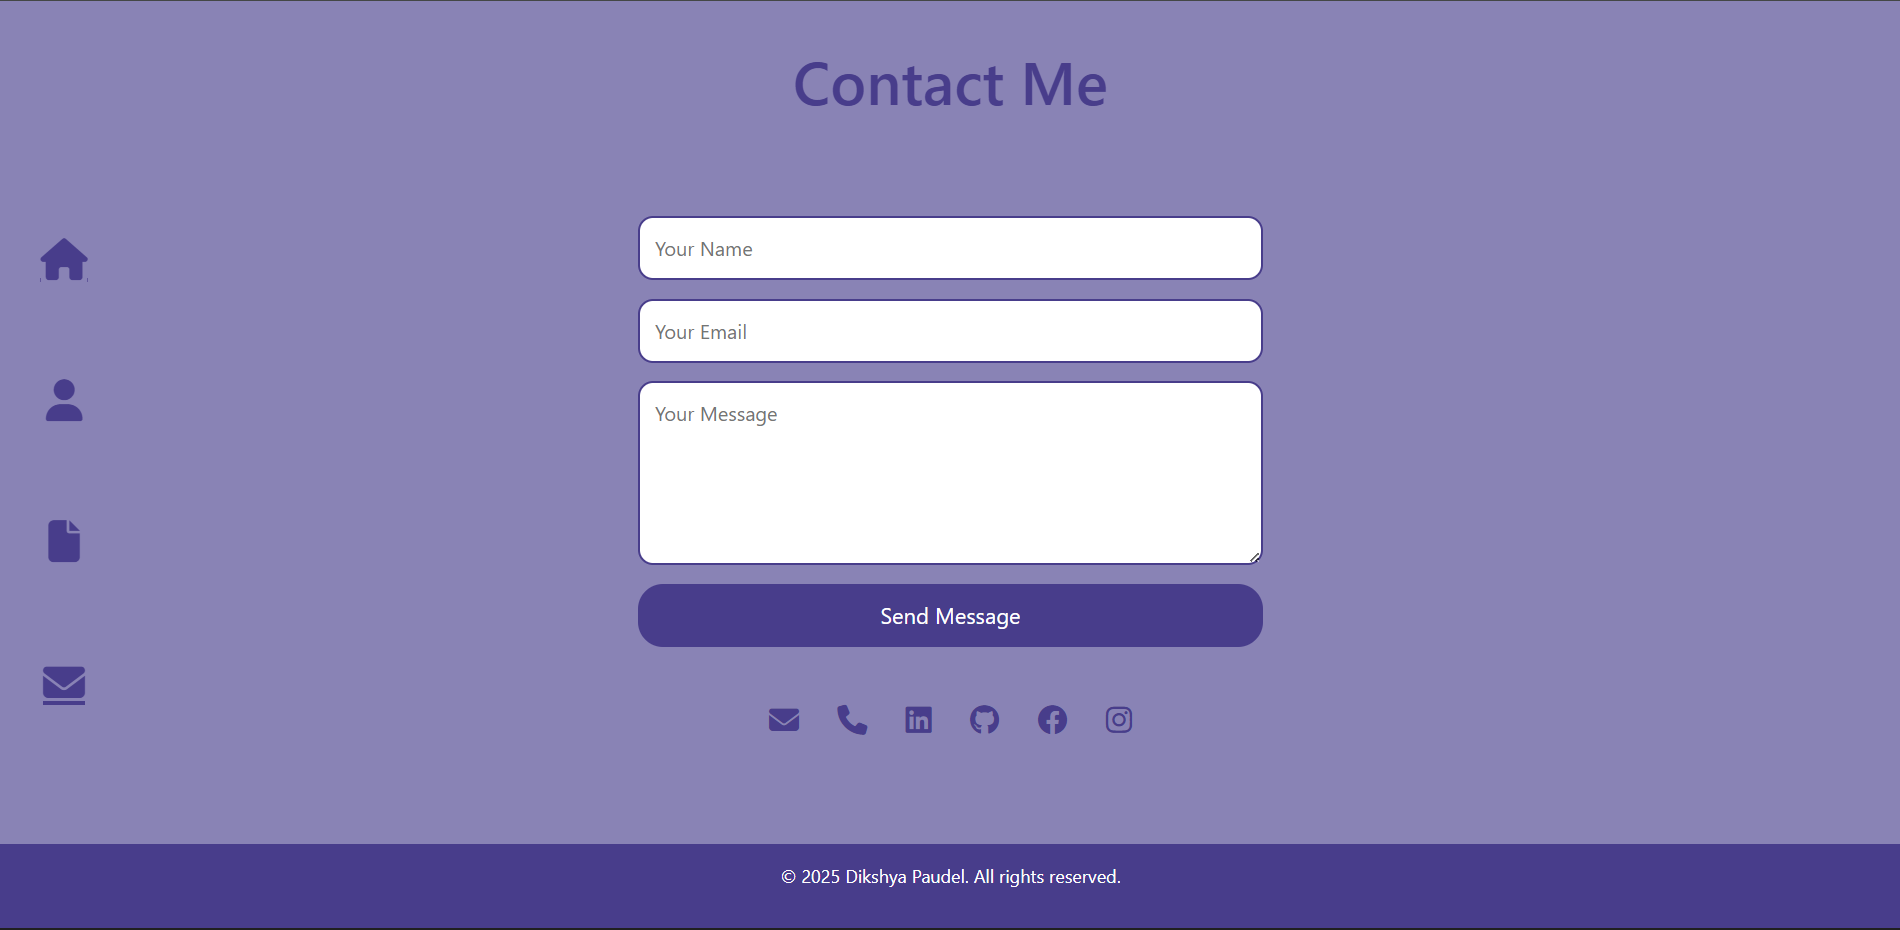 Contact Me
Your Name
Your Email
Your Message
Send Message
© 2025 Dikshya Paudel. All rights reserved.